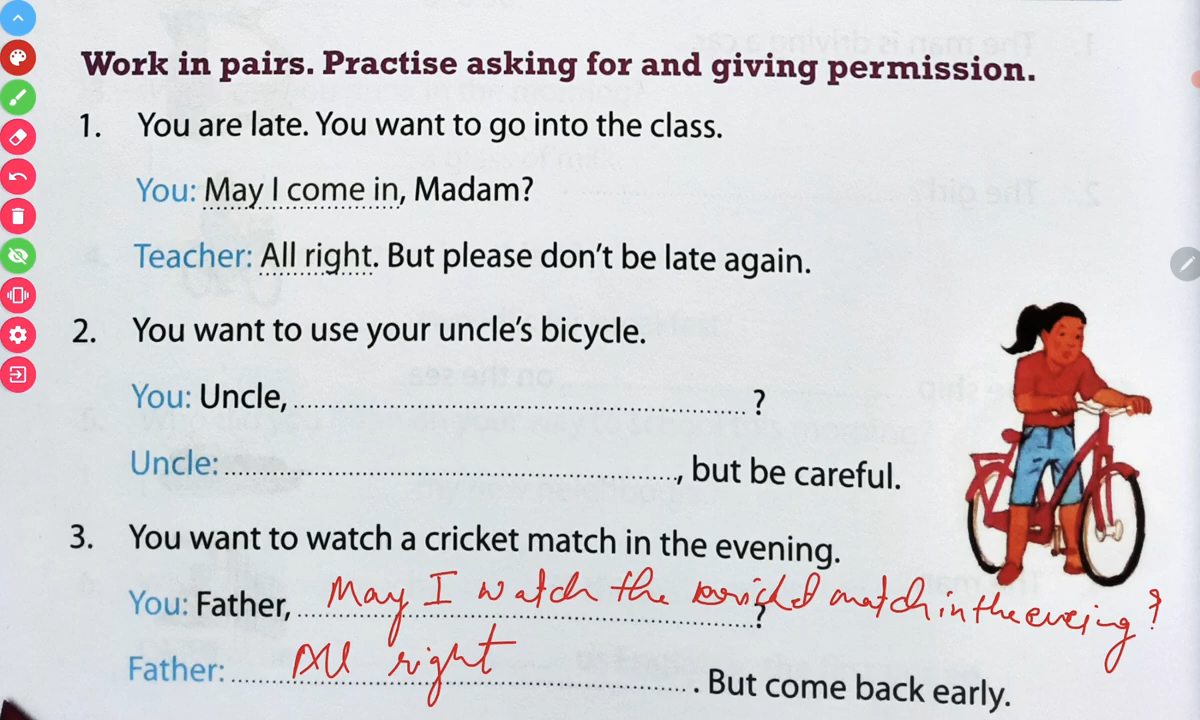 Work in pairs. Practise asking for and giving permission.
1. You are late. You want to go into the class.
You: May I come in, Madam?
Teacher: All right. But please don't be late again.
2. You want to use your uncle's bicycle.
You: Uncle, ........................ ?
Uncle: ........................, but be careful.
3. You want to watch a cricket match in the evening.
You: Father, May I watch the match in the evening?
Father: All right . But come back early.